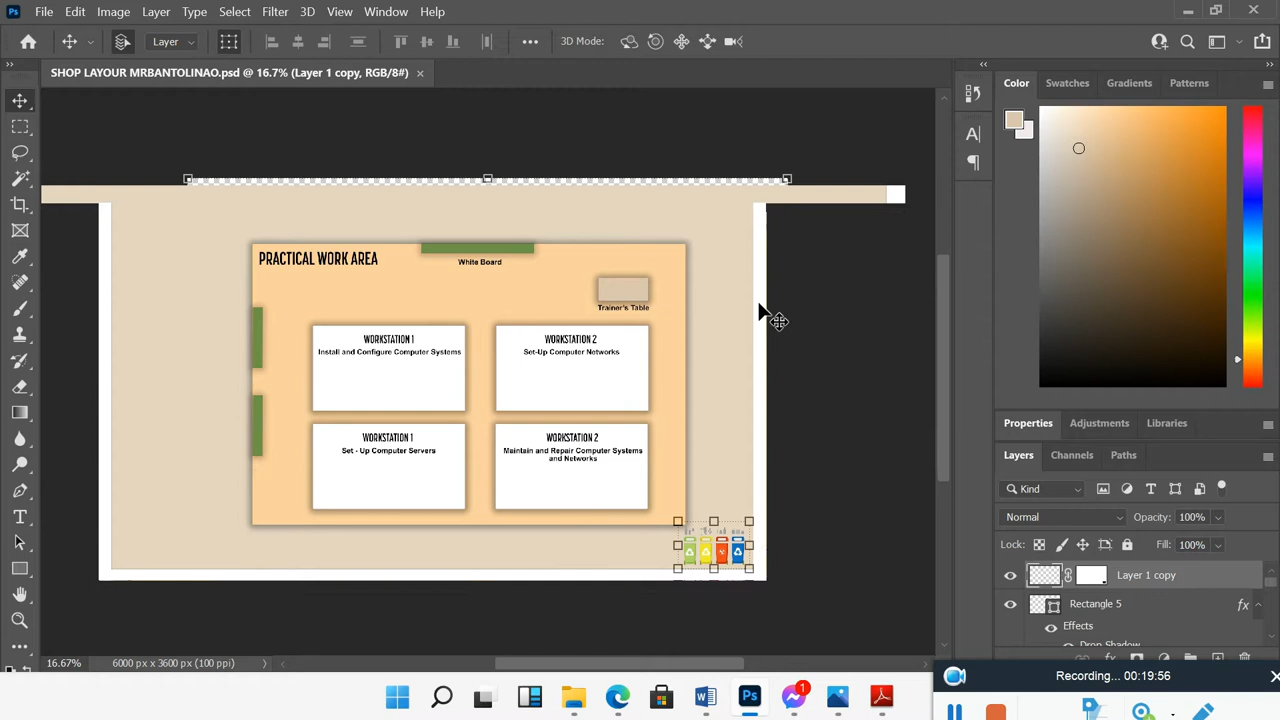 Ps File Edit Image Layer Type Select Filter 3D View Window Help
Layer 3D Mode:
SHOP LAYOUR MRBANTOLINAO.psd @ 16.7% (Layer 1 copy, RGB/8#)
Color Swatches Gradients Patterns
PRACTICAL WORK AREA
White Board
Trainer's Table
WORKSTATION 1
Install and Configure Computer Systems
WORKSTATION 2
Set-Up Computer Networks
WORKSTATION 1
Set - Up Computer Servers
WORKSTATION 2
Maintain and Repair Computer Systems
and Networks
Properties Adjustments Libraries
Layers Channels Paths
Kind
Normal Opacity: 100%
Lock: Fill: 100%
Layer 1 copy
Rectangle 5 fx
Effects
Drop Shadow
16.67% 6000 px x 3600 px (100 ppi)
Recording... 00:19:56
Ps 1